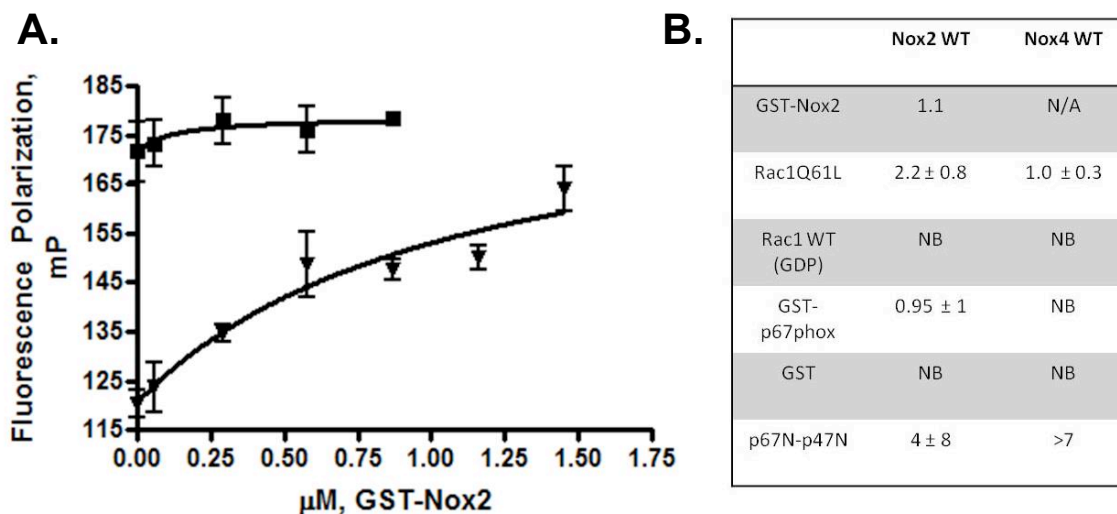 A.
Fluorescence Polarization,
mP
185
175
165
155
145
135
125
115
0.00 0.25 0.50 0.75 1.00 1.25 1.50 1.75
µM, GST-Nox2
B.
Nox2 WT Nox4 WT
GST-Nox2 1.1 N/A
Rac1Q61L 2.2 ± 0.8 1.0 ± 0.3
Rac1 WT
(GDP) NB NB
GST-
p67phox 0.95 ± 1 NB
GST NB NB
p67N-p47N 4 ± 8 >7